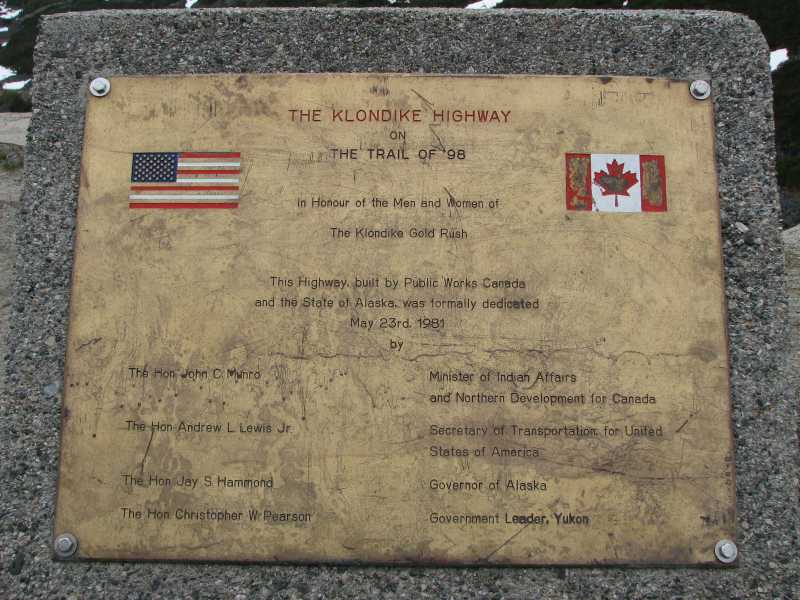 THE KLONDIKE HIGHWAY
ON
THE TRAIL OF '98
In Honour of the Men and Women of
The Klondike Gold Rush
This Highway, built by Public Works Canada
and the State of Alaska, was formally dedicated
May 23rd, 1981
by
The Hon John C. Munro
Minister of Indian Affairs
and Northern Development for Canada
The Hon Andrew L. Lewis Jr.
Secretary of Transportation, for United
States of America
The Hon Jay S. Hammond
Governor of Alaska
The Hon. Christopher W. Pearson
Government Leader, Yukon